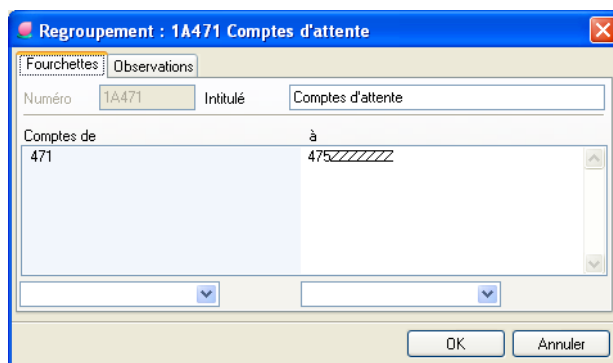 Regroupement : 1A471 Comptes d'attente
Fourchettes Observations
Numéro 1A471 Intitulé Comptes d'attente
Comptes de à
471 475ZZZZZZZ
OK Annuler